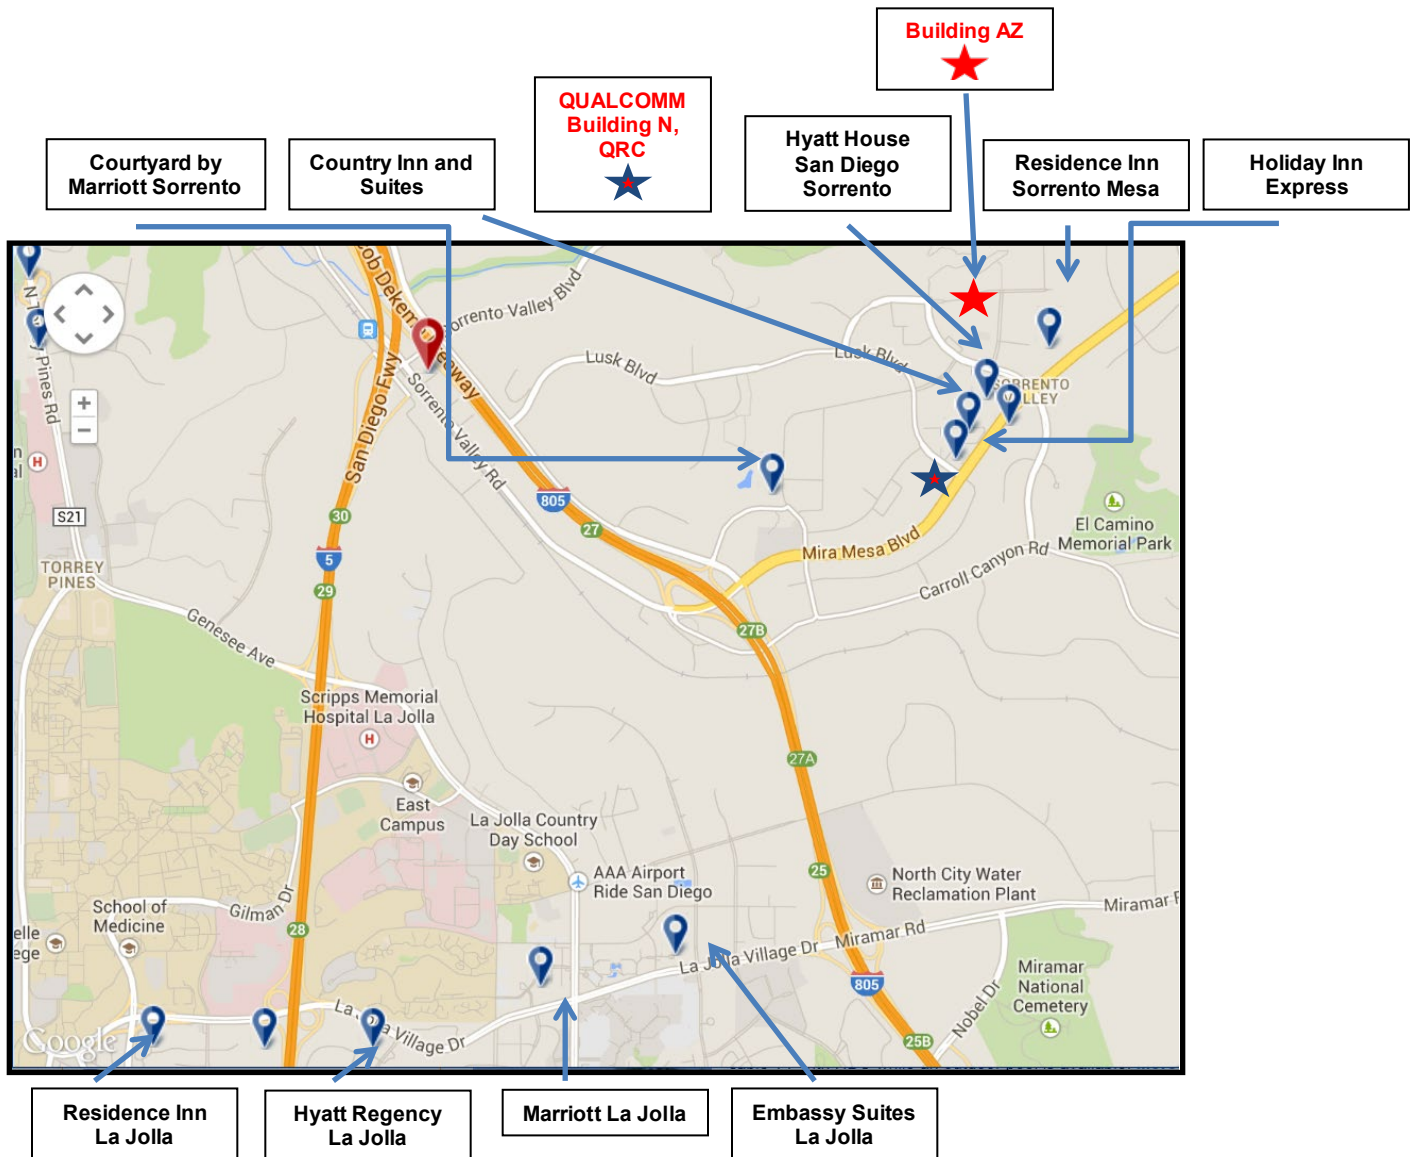 Building AZ
QUALCOMM
Building N,
QRC
Hyatt House
San Diego
Sorrento
Courtyard by
Marriott Sorrento
Country Inn and
Suites
Residence Inn
Sorrento Mesa
Holiday Inn
Express
Sorrento Valley Blvd
Lusk Blvd
Lusk Blvd
San Diego Fwy
Sorrento Valley Rd
SORRENTO
VALLEY
H
S21
30
805
27
5
29
TORREY
PINES
Mira Mesa Blvd
El Camino
Memorial Park
Carroll Canyon Rd
Genesee Ave
27B
Scripps Memorial
Hospital La Jolla
H
27A
East
Campus
La Jolla Country
Day School
AAA Airport
Ride San Diego
25
North City Water
Reclamation Plant
School of
Medicine
Gilman Dr
28
Miramar
La Jolla Village Dr
Miramar Rd
805
Miramar
National
Cemetery
Nobel Dr
La Jolla Village Dr
Google
25B
Residence Inn
La Jolla
Hyatt Regency
La Jolla
Marriott La Jolla
Embassy Suites
La Jolla